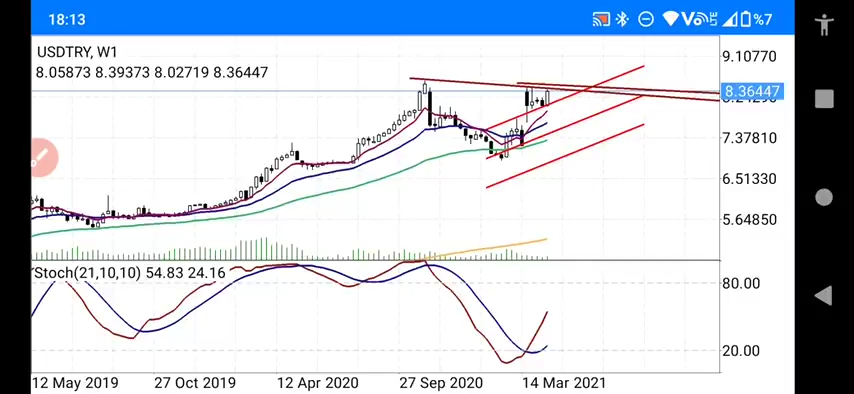 18:13
%7
USDTRY, W1
8.05873 8.39373 8.02719 8.36447
9.10770
8.36447
7.37810
6.51330
5.64850
Stoch(21,10,10) 54.83 24.16
80.00
20.00
12 May 2019
27 Oct 2019
12 Apr 2020
27 Sep 2020
14 Mar 2021